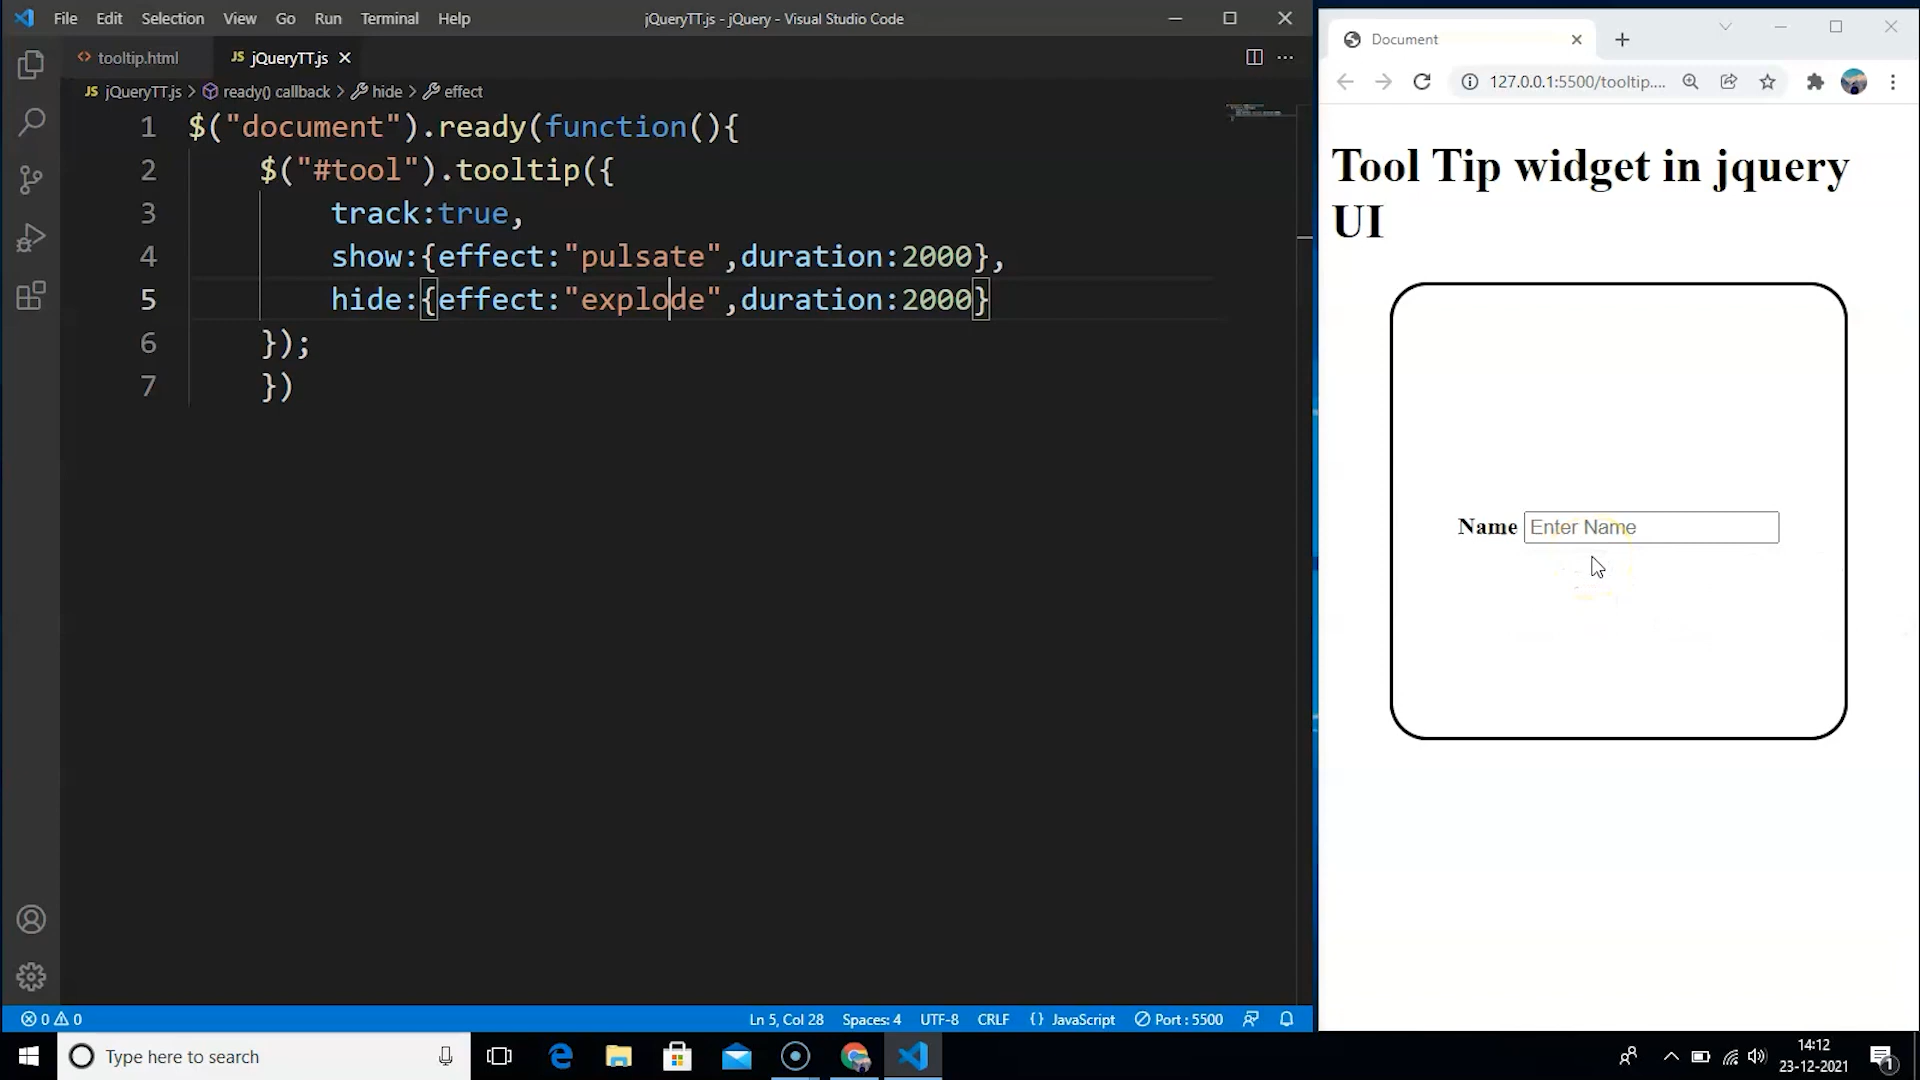 File Edit Selection View Go Run Terminal Help
jQueryTT.js - jQuery - Visual Studio Code
tooltip.html
JS jQueryTT.js
JS jQueryTT.js > ready() callback > hide > effect
1 $("document").ready(function(){
2 $("#tool").tooltip({
3 track:true,
4 show:{effect:"pulsate",duration:2000},
5 hide:{effect:"explode",duration:2000}
6 });
7 })
0 0
Ln 5, Col 28 Spaces: 4 UTF-8 CRLF {} JavaScript Port : 5500
Document
127.0.0.1:5500/tooltip....
Tool Tip widget in jquery
UI
Name Enter Name
Type here to search
14:12
23-12-2021
1